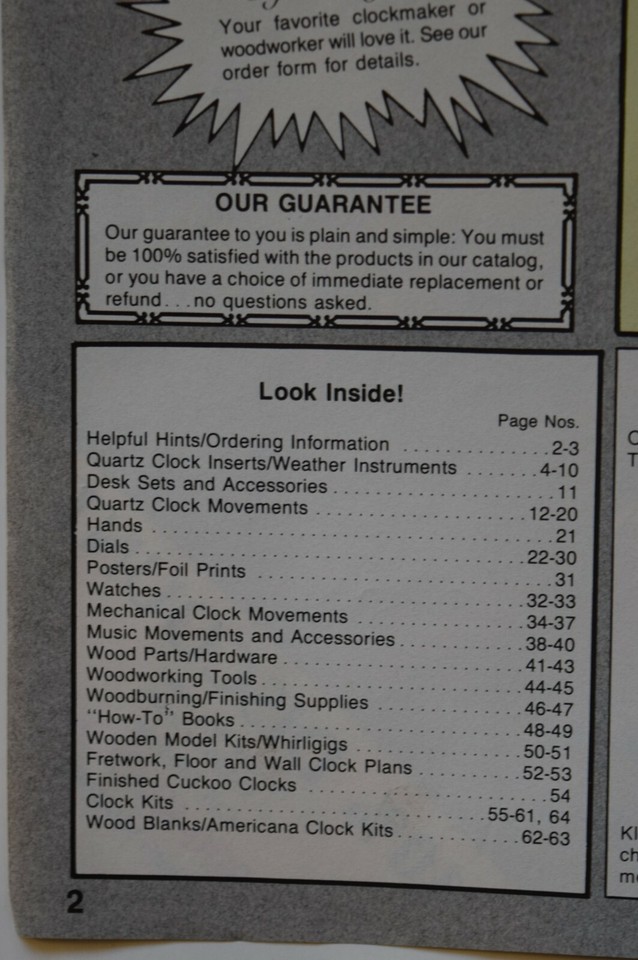 Your favorite clockmaker or
woodworker will love it. See our
order form for details.
OUR GUARANTEE
Our guarantee to you is plain and simple: You must
be 100% satisfied with the products in our catalog,
or you have a choice of immediate replacement or
refund...no questions asked.
Look Inside!
Page Nos.
Helpful Hints/Ordering Information ..............2-3
Quartz Clock Inserts/Weather Instruments .......4-10
Desk Sets and Accessories ......................11
Quartz Clock Movements .....................12-20
Hands .........................................21
Dials .......................................22-30
Posters/Foil Prints ..............................31
Watches ....................................32-33
Mechanical Clock Movements ................34-37
Music Movements and Accessories ............38-40
Wood Parts/Hardware .......................41-43
Woodworking Tools ..........................44-45
Woodburning/Finishing Supplies ...............46-47
"How-To" Books ............................48-49
Wooden Model Kits/Whirligigs ................50-51
Fretwork, Floor and Wall Clock Plans ..........52-53
Finished Cuckoo Clocks .........................54
Clock Kits ................................55-61, 64
Wood Blanks/Americana Clock Kits ............62-63
2